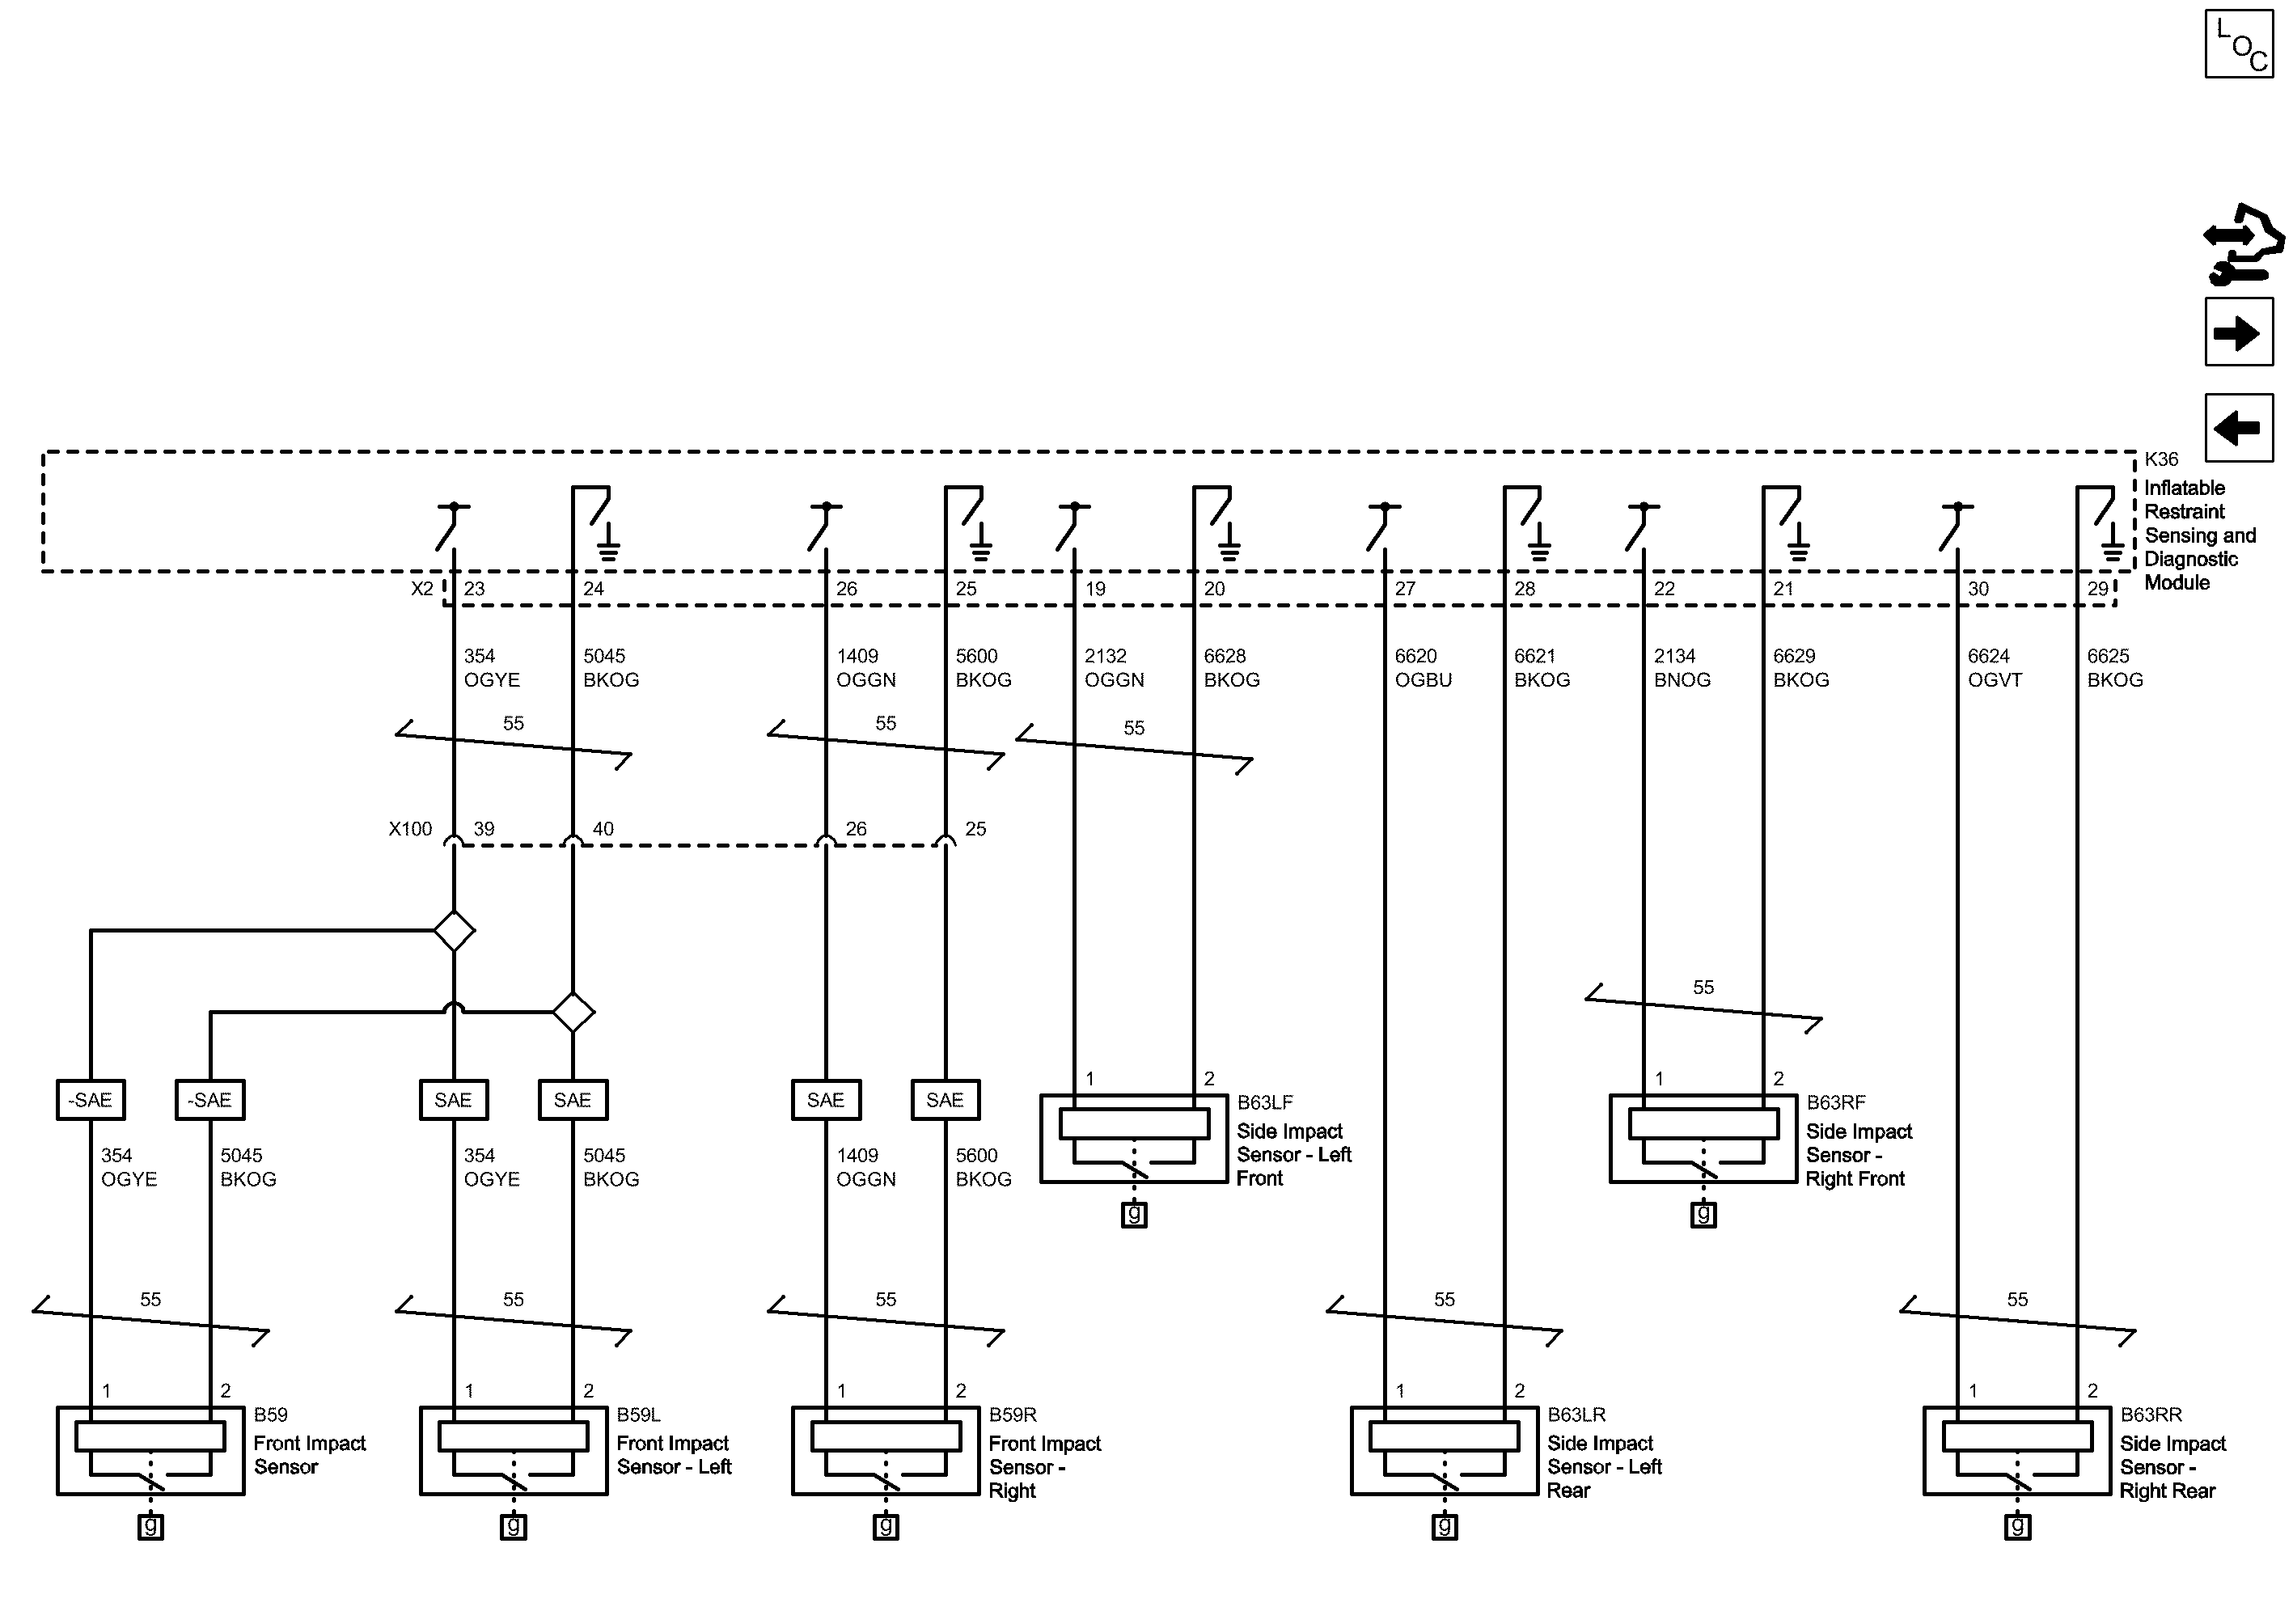 LOC
K36
Inflatable
Restraint
Sensing and
Diagnostic
Module
X2 23 24 26 25 19 20 27 28 22 21 30 29
354 5045 1409 5600 2132 6628 6620 6621 2134 6629 6624 6625
OGYE BKOG OGGN BKOG OGGN BKOG OGBU BKOG BNOG BKOG OGVT BKOG
55 55 55
X100 39 40 26 25
55
1 2 1 2
-SAE -SAE SAE SAE SAE SAE
B63LF
Side Impact
Sensor - Left
Front
g
B63RF
Side Impact
Sensor -
Right Front
g
354 5045 354 5045 1409 5600
OGYE BKOG OGYE BKOG OGGN BKOG
55 55 55 55 55
1 2 1 2 1 2 1 2 1 2
B59
Front Impact
Sensor
g
B59L
Front Impact
Sensor - Left
g
B59R
Front Impact
Sensor -
Right
g
B63LR
Side Impact
Sensor - Left
Rear
g
B63RR
Side Impact
Sensor -
Right Rear
g